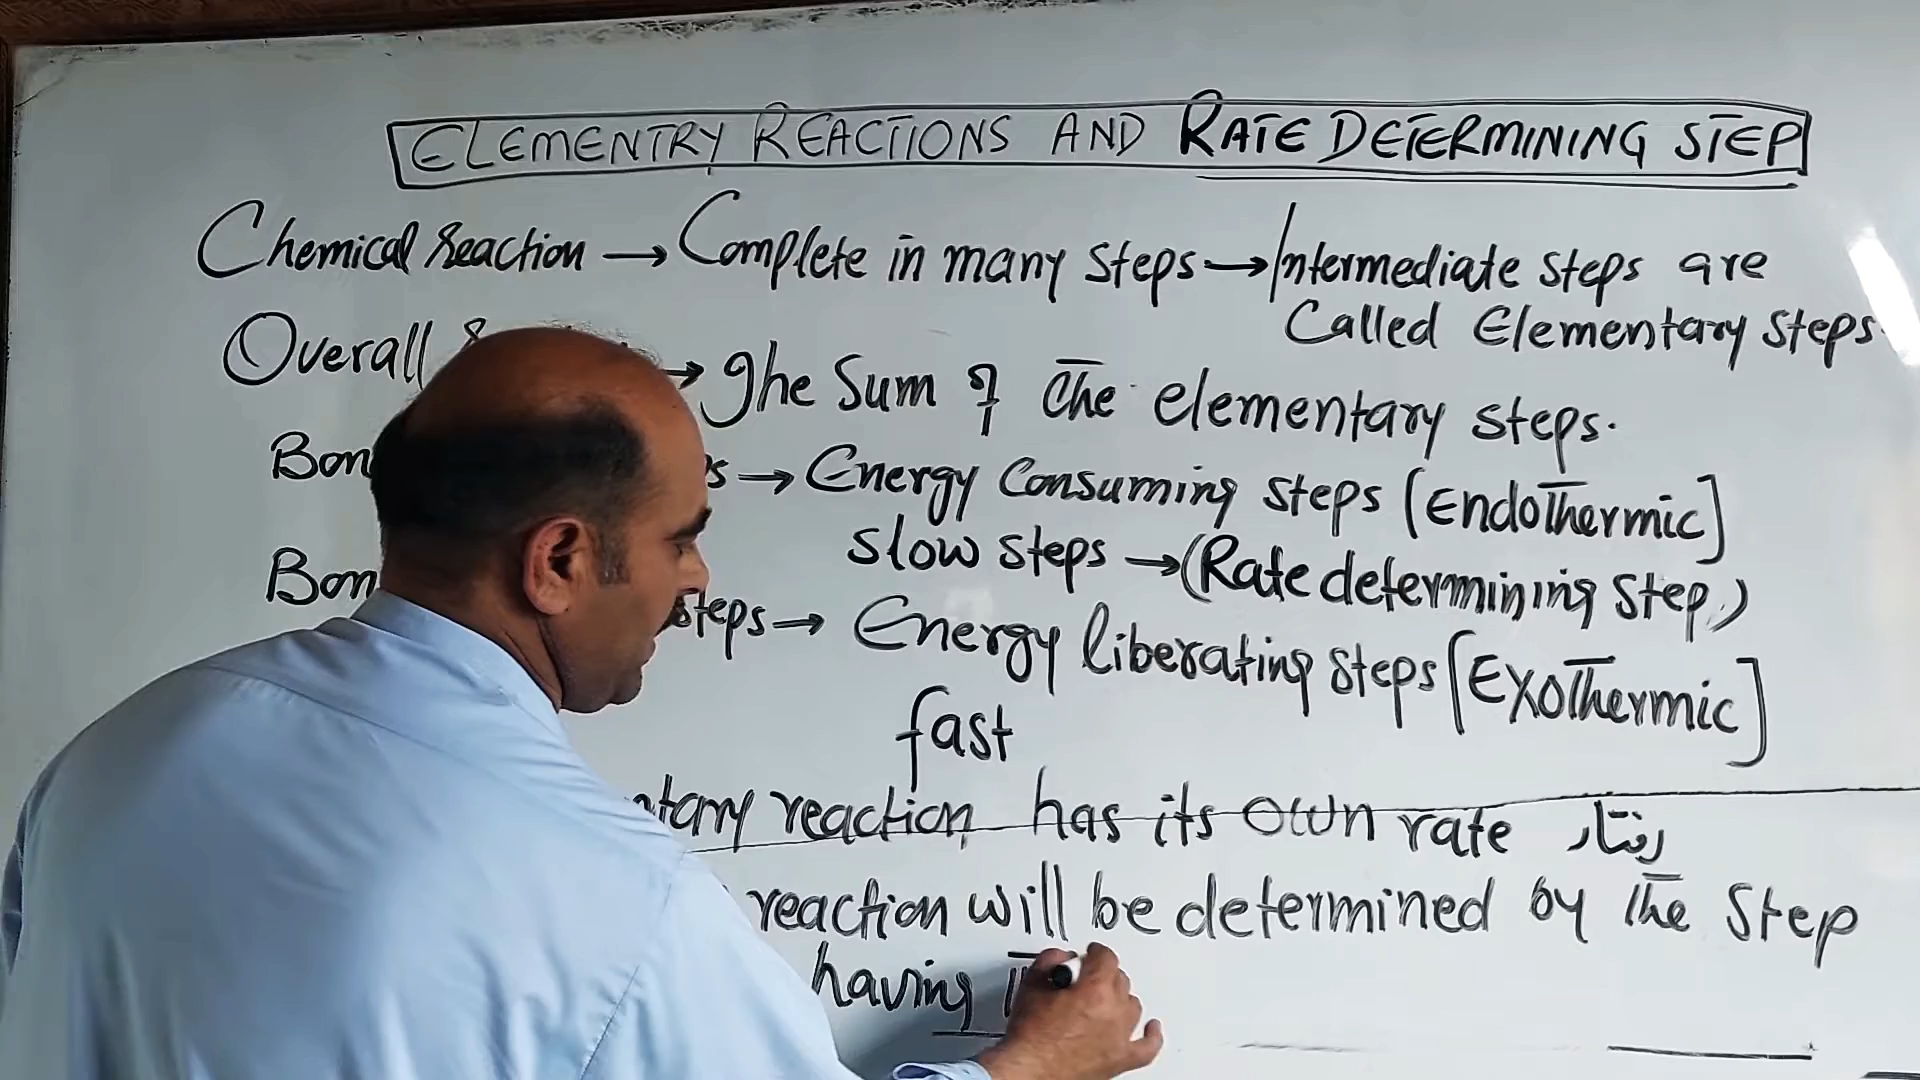 ELEMENTRY REACTIONS AND RATE DETERMINING STEP
Chemical reaction → Complete in many steps → Intermediate steps are
Called Elementary steps.
Overall → The Sum of The elementary steps.
→ Energy Consuming steps [Endothermic]
slow steps → (Rate determining step)
steps → Energy liberating steps [Exothermic]
fast
reaction has its own rate رفتار
reaction will be determined by The Step
having